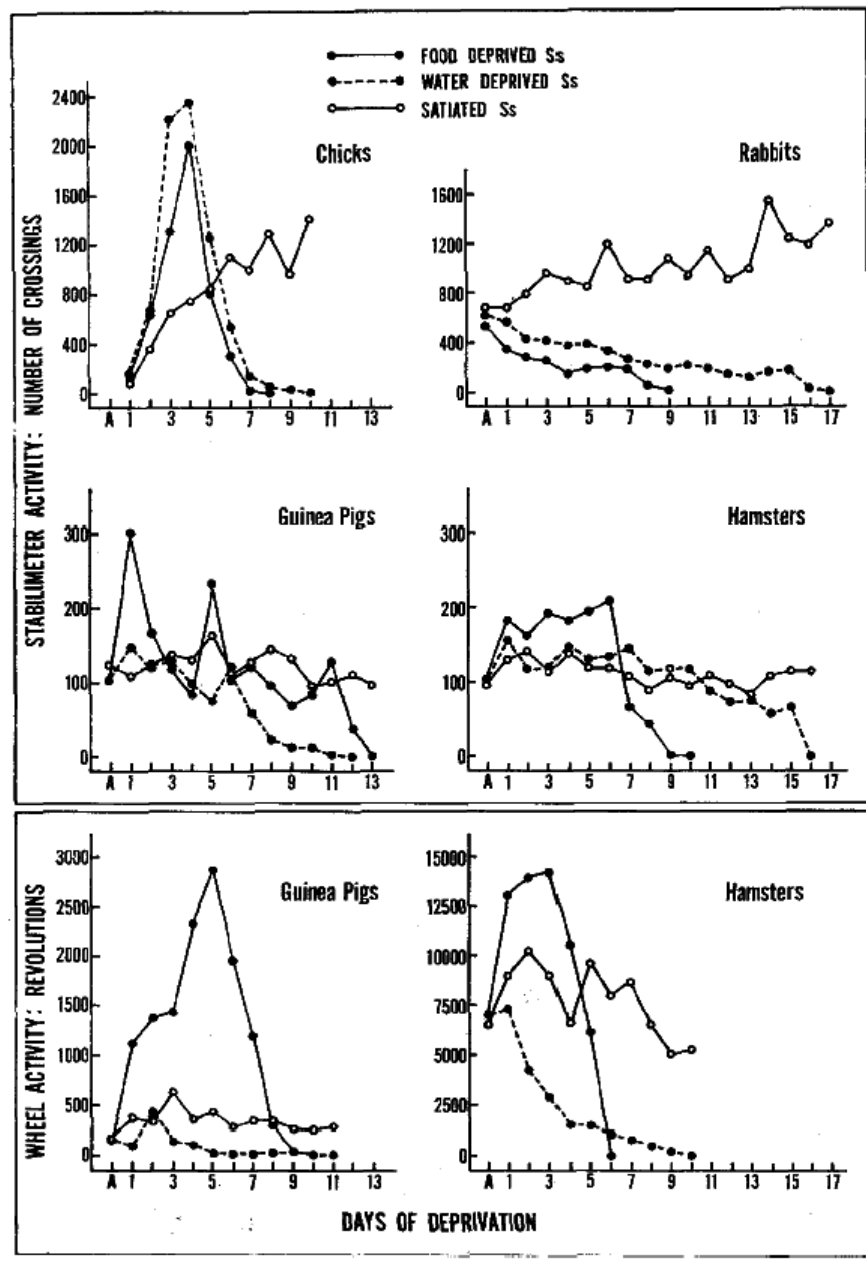 FOOD DEPRIVED Ss
WATER DEPRIVED Ss
SATIATED Ss
STABILIMETER ACTIVITY: NUMBER OF CROSSINGS
Chicks
2400
2000
1600
1200
800
400
0
A 1 3 5 7 9 11 13
Rabbits
1600
1200
800
400
0
A 1 3 5 7 9 11 13 15 17
Guinea Pigs
300
200
100
0
A 1 3 5 7 9 11 13
Hamsters
300
200
100
0
A 1 3 5 7 9 11 13 15 17
WHEEL ACTIVITY: REVOLUTIONS
Guinea Pigs
3000
2500
2000
1500
1000
500
0
A 1 3 5 7 9 11 13
Hamsters
15000
12500
10000
7500
5000
2500
0
A 1 3 5 7 9 11 13 15 17
DAYS OF DEPRIVATION